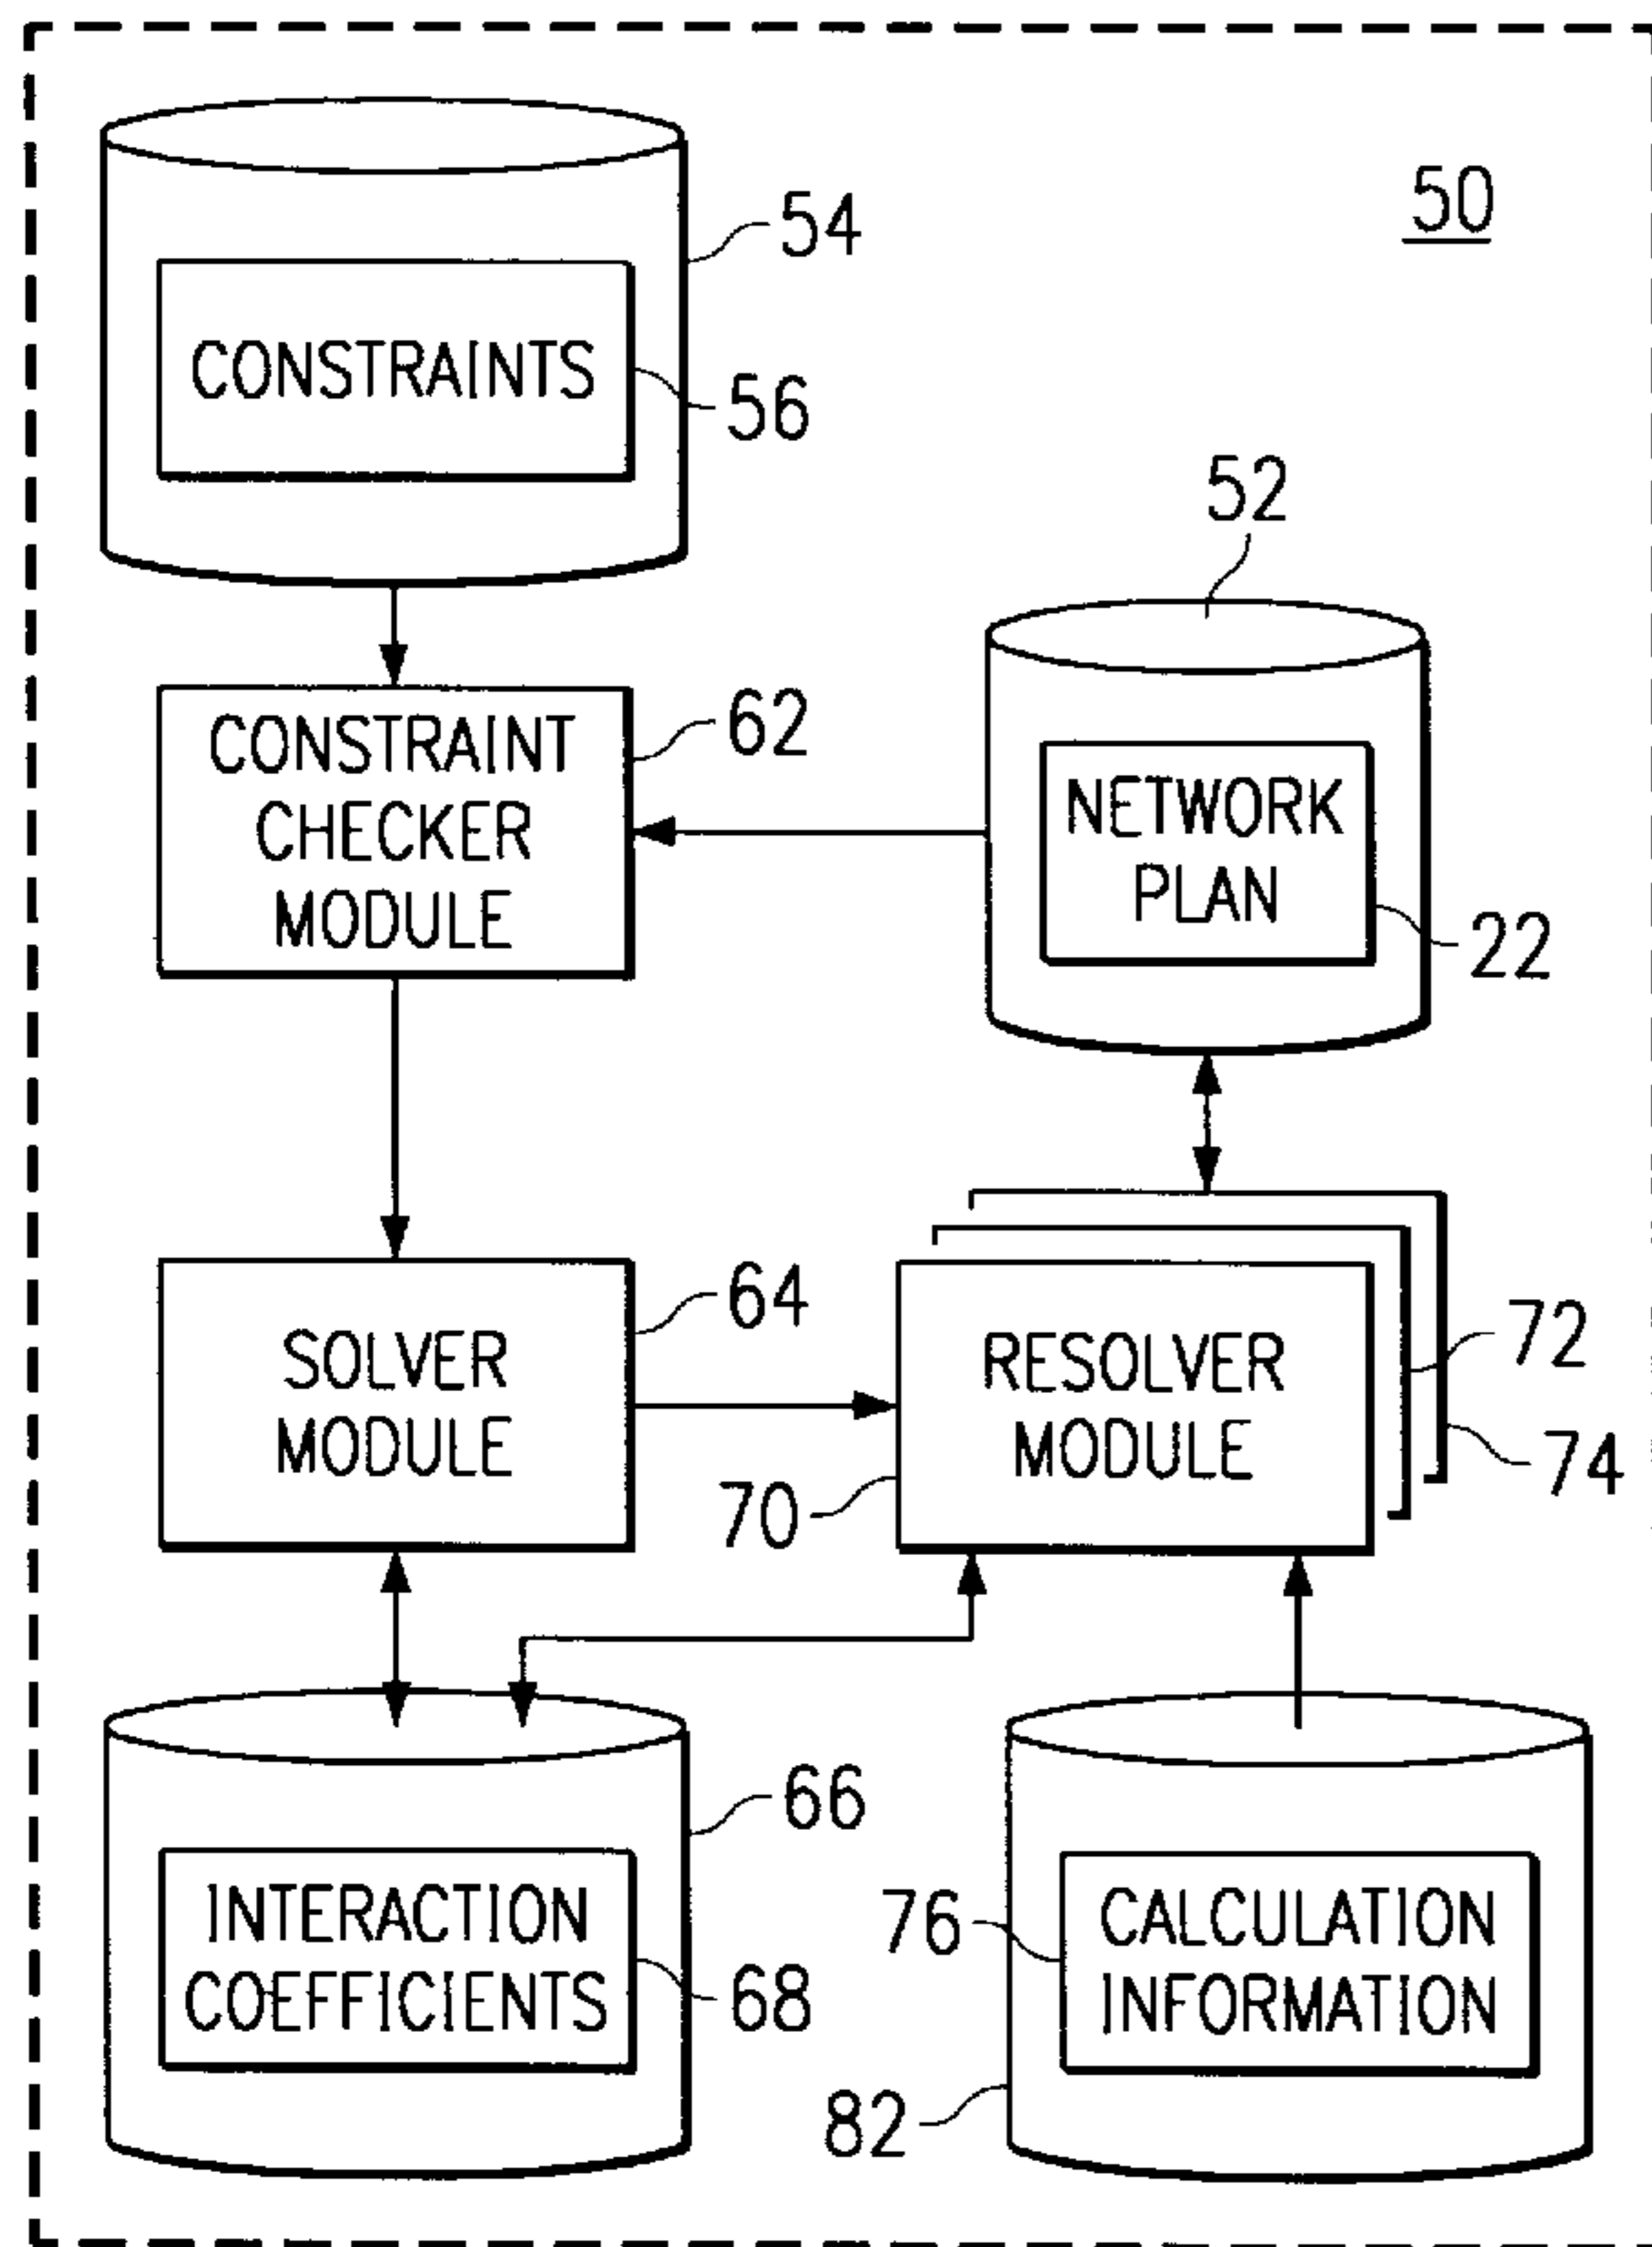 50
54
CONSTRAINTS
56
52
CONSTRAINT
CHECKER
MODULE
62
NETWORK
PLAN
22
SOLVER
MODULE
64
RESOLVER
MODULE
70
72
74
66
INTERACTION
COEFFICIENTS
68
76
CALCULATION
INFORMATION
82